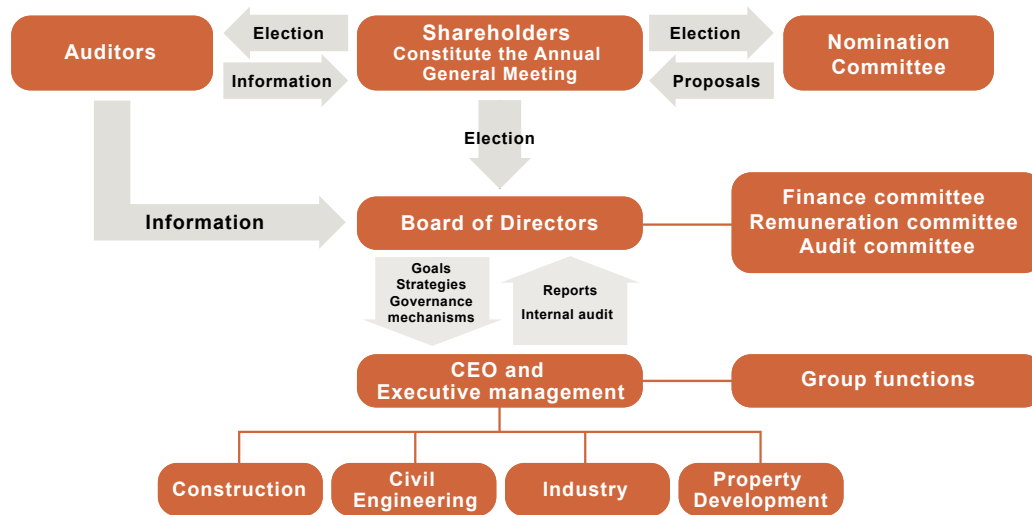 Auditors
Election
Information
Shareholders
Constitute the Annual
General Meeting
Election
Proposals
Nomination
Committee
Election
Information
Board of Directors
Finance committee
Remuneration committee
Audit committee
Goals
Strategies
Governance
mechanisms
Reports
Internal audit
CEO and
Executive management
Group functions
Construction
Civil
Engineering
Industry
Property
Development